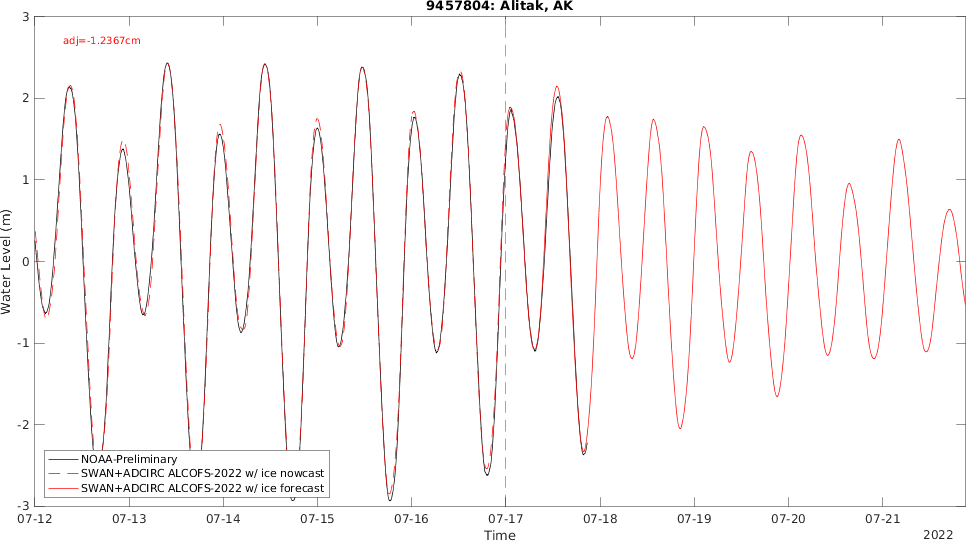 9457804: Alitak, AK
adj=-1.2367cm
3
2
1
0
-1
-2
-3
Water Level (m)
NOAA-Preliminary
SWAN+ADCIRC ALCOFS-2022 w/ ice nowcast
SWAN+ADCIRC ALCOFS-2022 w/ ice forecast
07-12 07-13 07-14 07-15 07-16 07-17 07-18 07-19 07-20 07-21
Time
2022